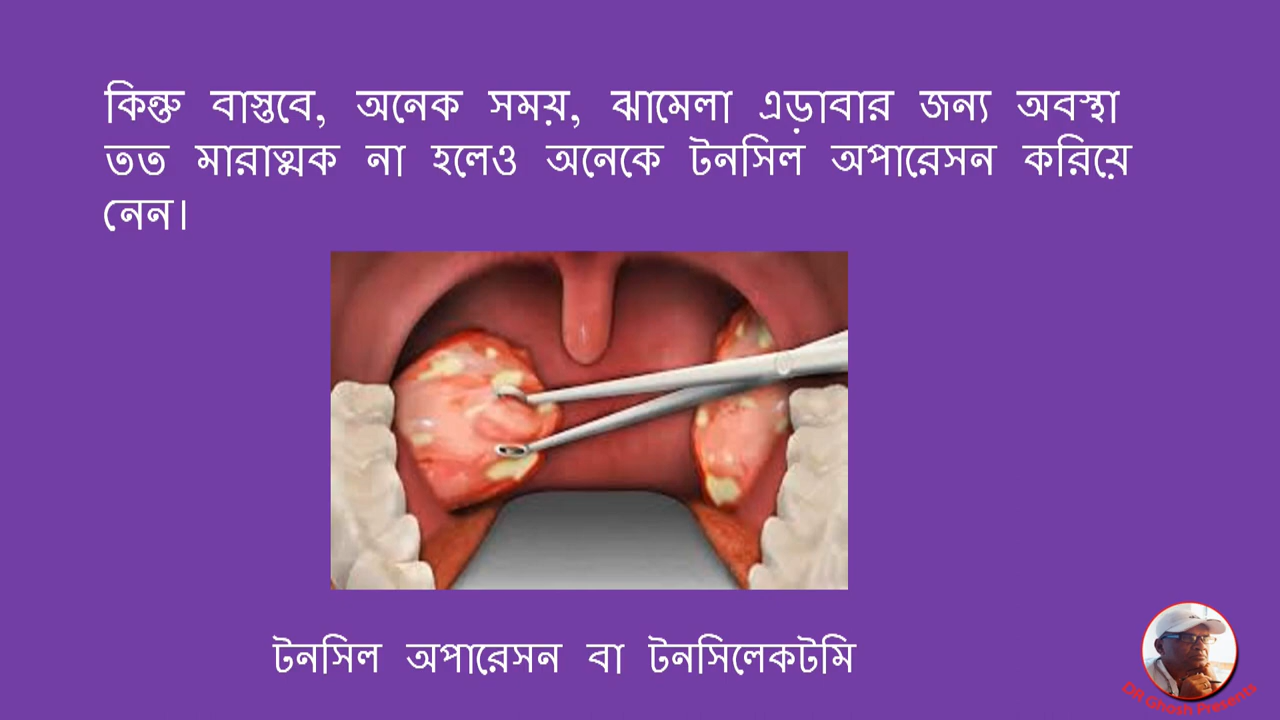 কিন্তু বাস্তবে, অনেক সময়, ঝামেলা এড়াবার জন্য অবস্থা
তত মারাত্মক না হলেও অনেকে টনসিল অপারেসন করিয়ে
নেন।
টনসিল অপারেসন বা টনসিলেকটমি
DR Ghosh Presents